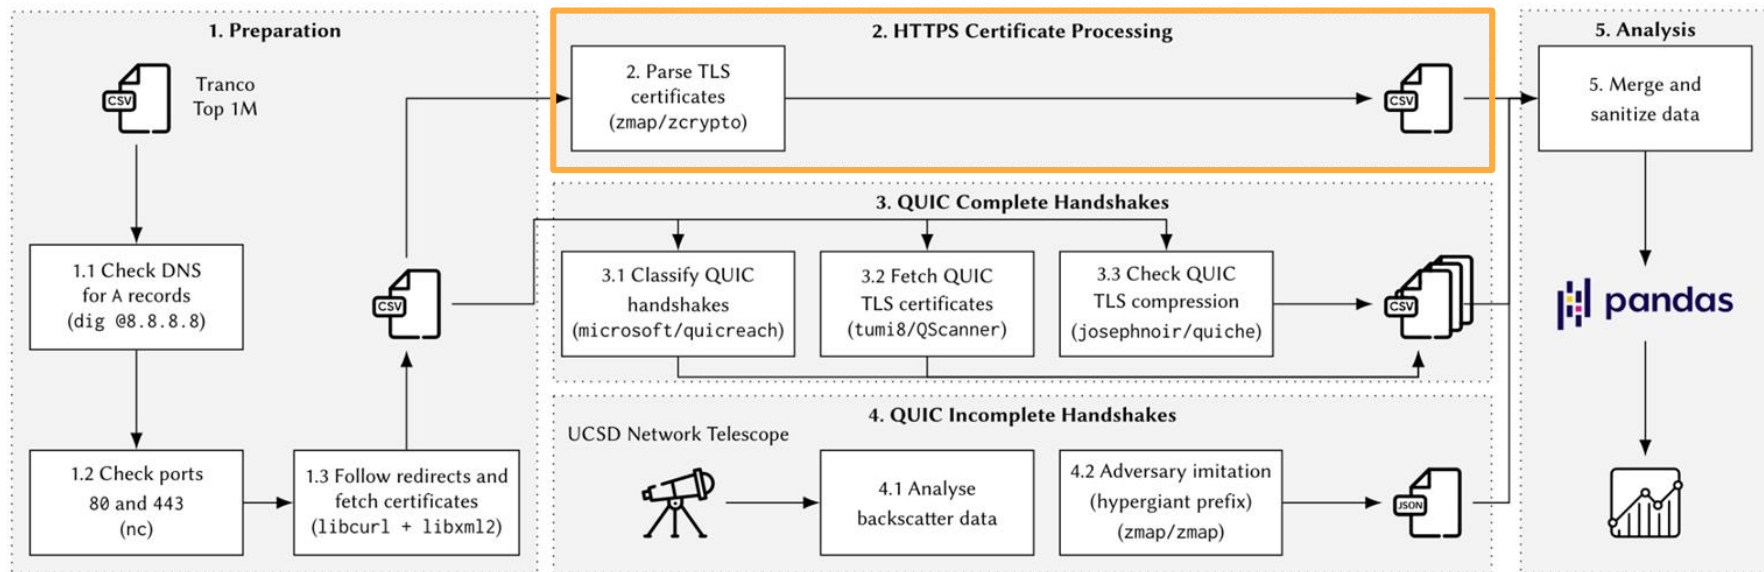 1. Preparation
CSV
Tranco
Top 1M
1.1 Check DNS
for A records
(dig @8.8.8.8)
1.2 Check ports
80 and 443
(nc)
1.3 Follow redirects and
fetch certificates
(libcurl + libxml2)
CSV
2. HTTPS Certificate Processing
2. Parse TLS
certificates
(zmap/zcrypto)
CSV
3. QUIC Complete Handshakes
3.1 Classify QUIC
handshakes
(microsoft/quicreach)
3.2 Fetch QUIC
TLS certificates
(tumi8/QScanner)
3.3 Check QUIC
TLS compression
(josephnoir/quiche)
CSV
4. QUIC Incomplete Handshakes
UCSD Network Telescope
4.1 Analyse
backscatter data
4.2 Adversary imitation
(hypergiant prefix)
(zmap/zmap)
JSON
5. Analysis
5. Merge and
sanitize data
pandas